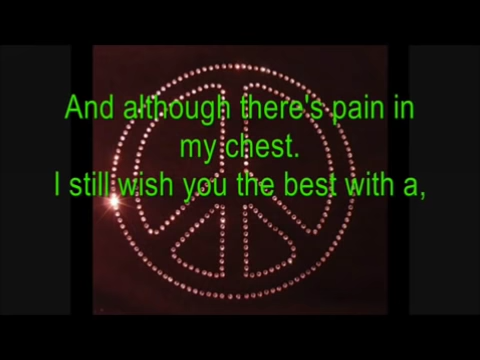 And although there's pain in
my chest.
I still wish you the best with a,